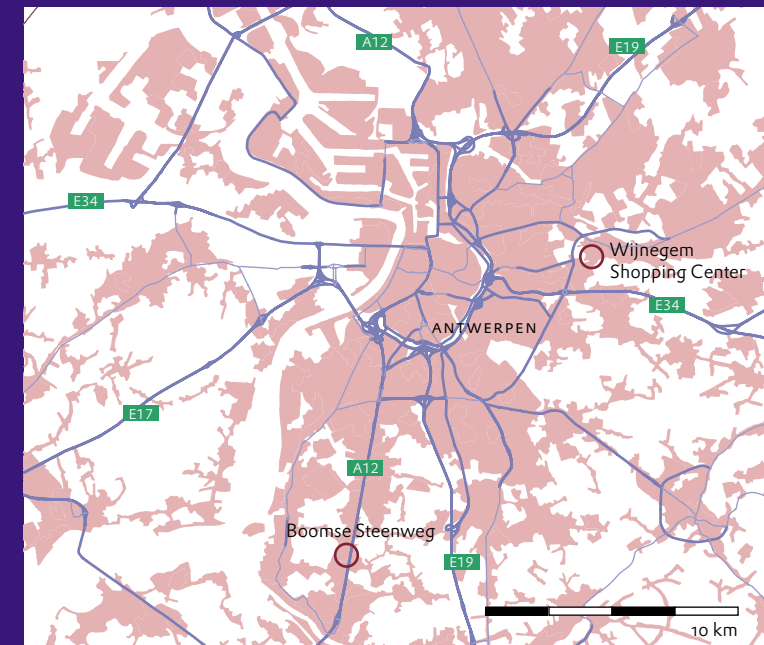 A12
E19
E34
Wijnegem
Shopping Center
E34
ANTWERPEN
E17
A12
Boomse Steenweg
E19
10 km